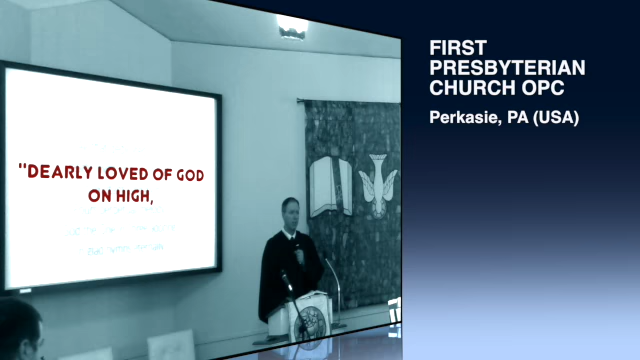 FIRST
PRESBYTERIAN
CHURCH OPC
Perkasie, PA (USA)
"DEARLY LOVED OF GOD
ON HIGH,